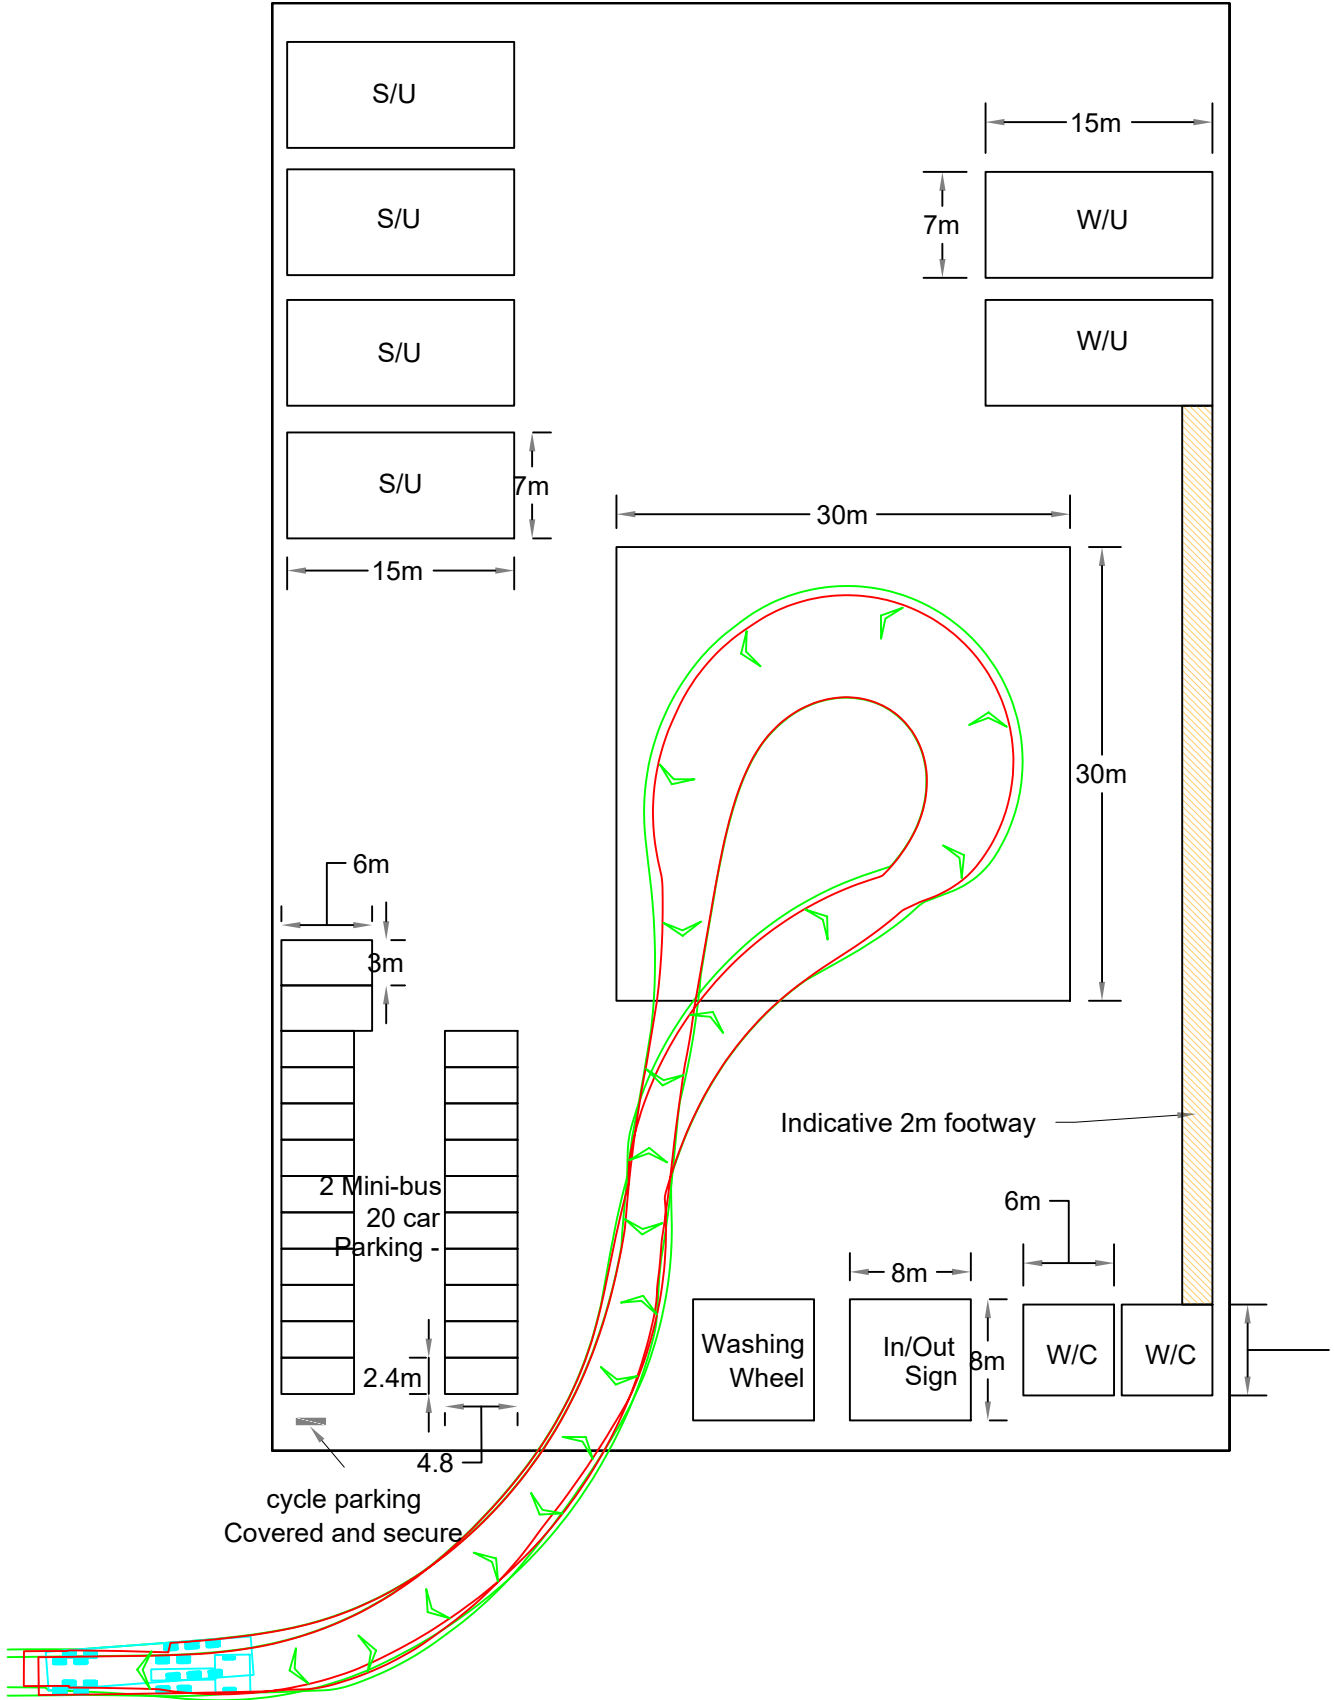 S/U
15m
S/U
7m
W/U
S/U
W/U
S/U
7m
30m
15m
30m
6m
3m
Indicative 2m footway
2 Mini-bus
20 car
Parking -
6m
8m
Washing
Wheel
In/Out
Sign
8m
W/C
W/C
2.4m
4.8
cycle parking
Covered and secure